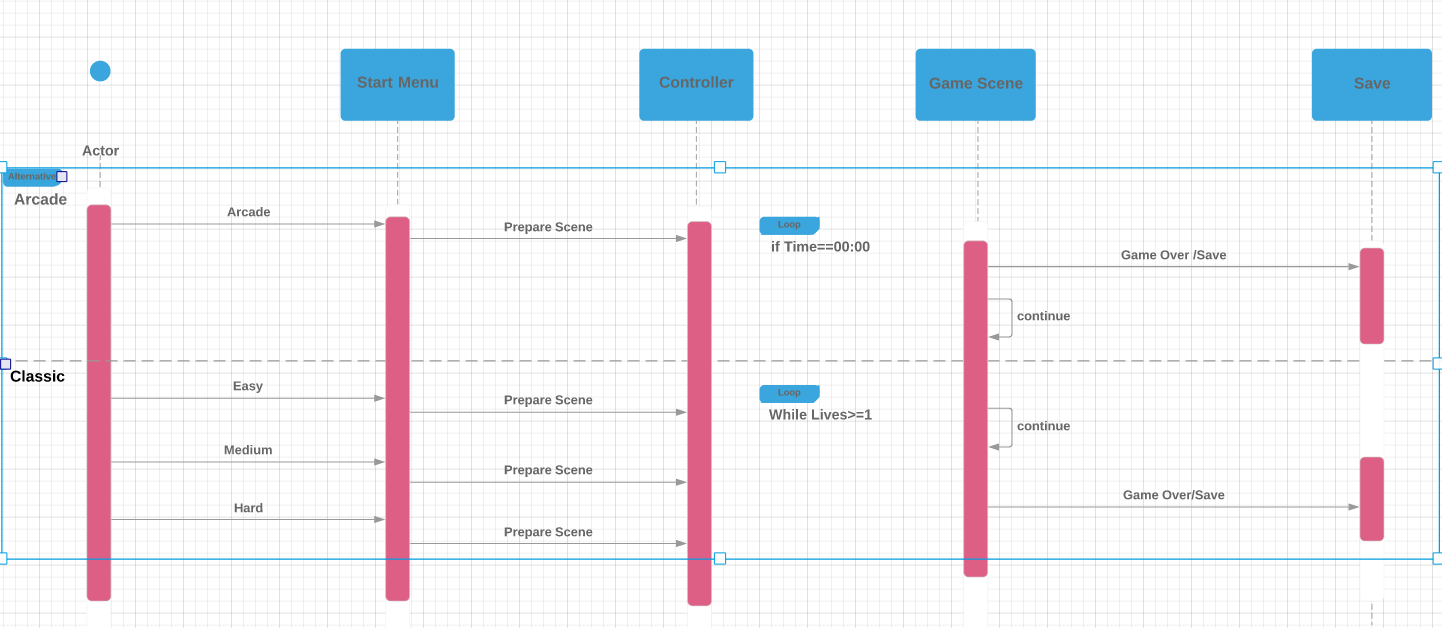 Start Menu
Controller
Game Scene
Save
Actor
Alternative
Arcade
Arcade
Prepare Scene
Loop
if Time==00:00
Game Over /Save
continue
Classic
Easy
Prepare Scene
Loop
While Lives>=1
continue
Medium
Prepare Scene
Game Over/Save
Hard
Prepare Scene